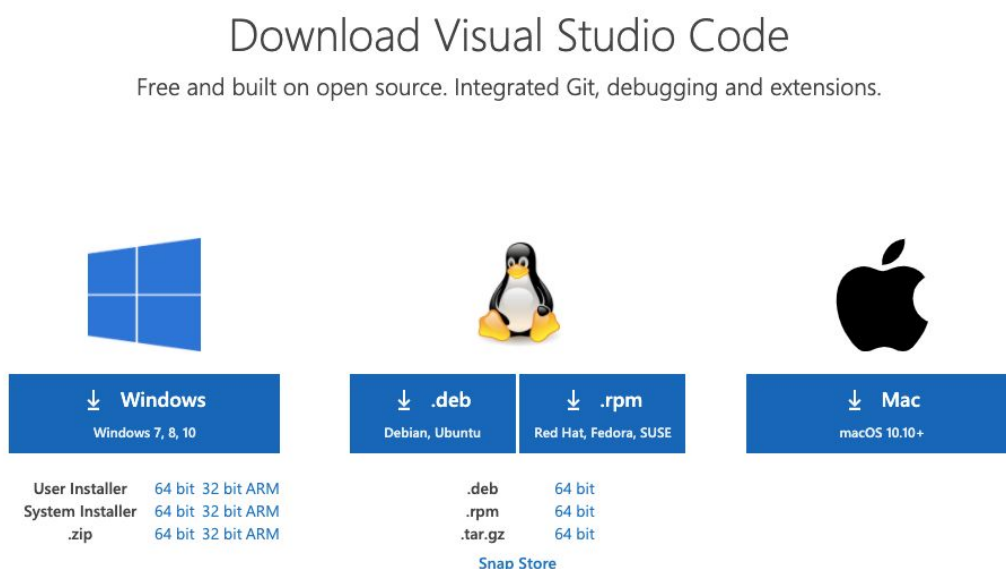 Download Visual Studio Code
Free and built on open source. Integrated Git, debugging and extensions.
Windows
Windows 7, 8, 10
User Installer 64 bit 32 bit ARM
System Installer 64 bit 32 bit ARM
.zip 64 bit 32 bit ARM
.deb
Debian, Ubuntu
.rpm
Red Hat, Fedora, SUSE
.deb 64 bit
.rpm 64 bit
.tar.gz 64 bit
Snap Store
Mac
macOS 10.10+